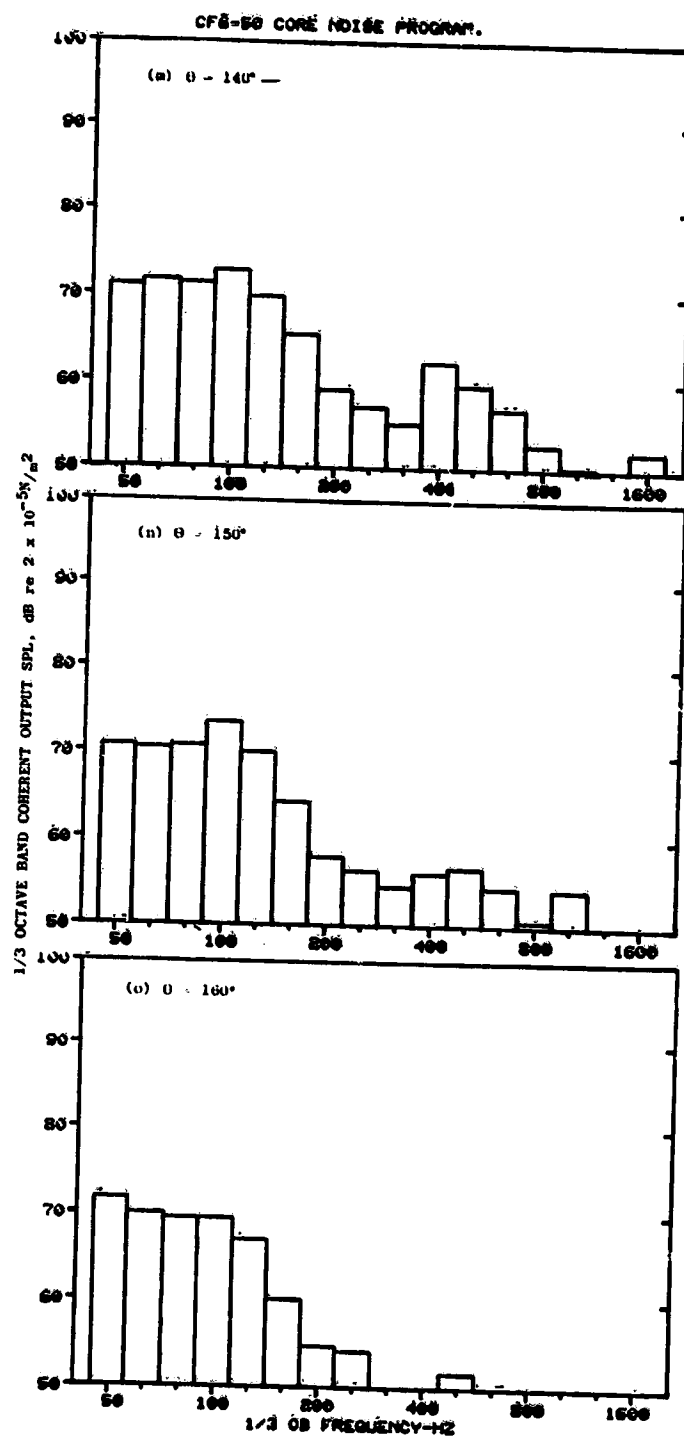 CF6-50 CORE NOISE PROGRAM.
1/3 OCTAVE BAND COHERENT OUTPUT SPL, dB re 2 x 10⁻⁵N/m²
100
(m) θ - 140°
90
80
70
60
50
50 100 200 400 800 1600
100
(n) θ - 150°
90
80
70
60
50
50 100 200 400 800 1600
100
(o) θ - 160°
90
80
70
60
50
50 100 200 400 800 1600
1/3 OB FREQUENCY-HZ